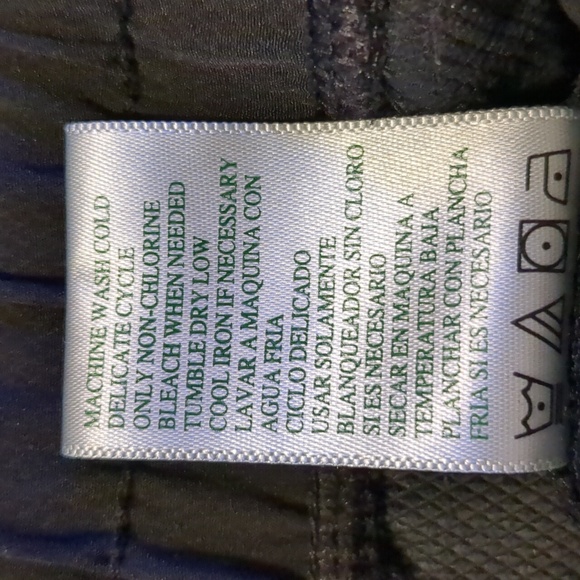 MACHINE WASH COLD
DELICATE CYCLE
ONLY NON-CHLORINE
BLEACH WHEN NEEDED
TUMBLE DRY LOW
COOL IRON IF NECESSARY
LAVAR A MAQUINA CON
AGUA FRIA
CICLO DELICADO
USAR SOLAMENTE
BLANQUEADOR SIN CLORO
SI ES NECESARIO
SECAR EN MAQUINA A
TEMPERATURA BAJA
PLANCHAR CON PLANCHA
FRIA SI ES NECESARIO